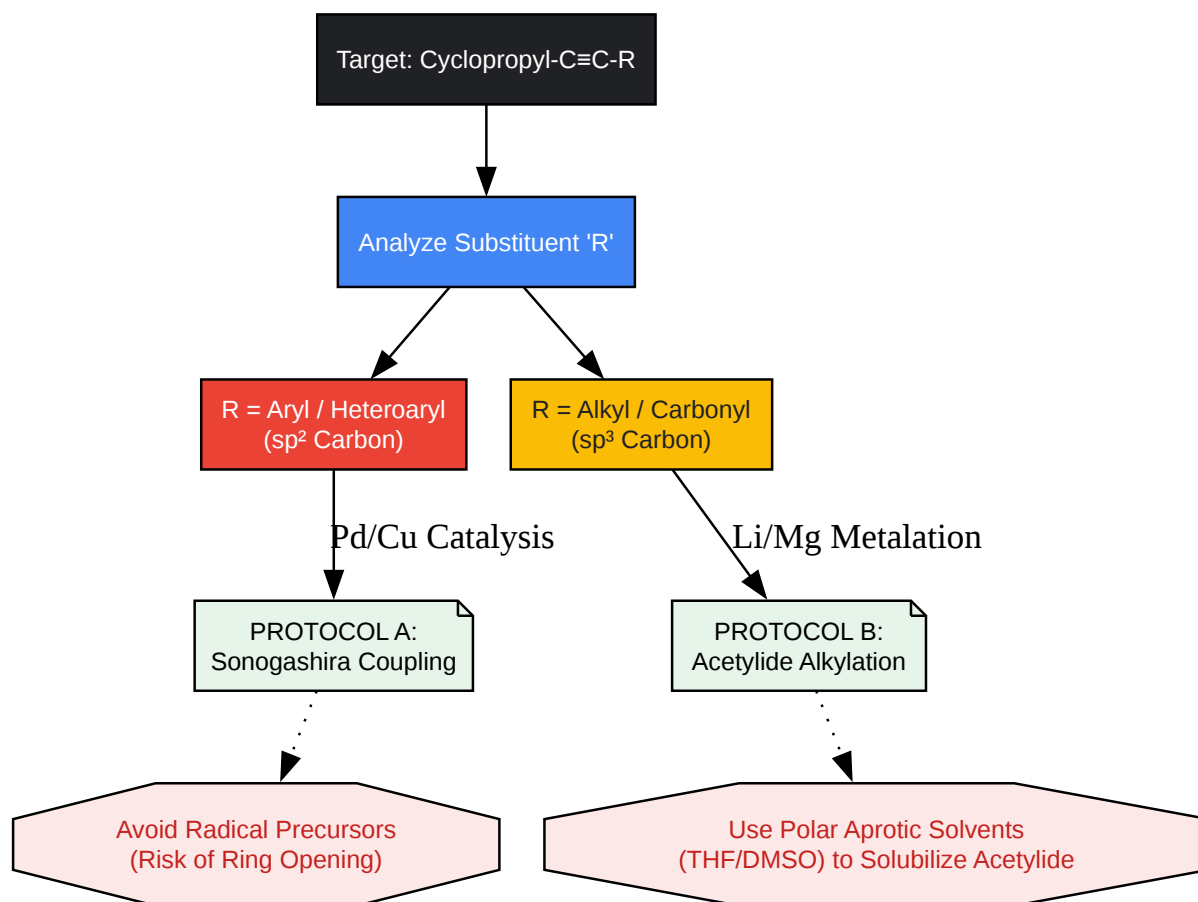 Target: Cyclopropyl-C≡C-R
Analyze Substituent 'R'
R = Aryl / Heteroaryl
(sp² Carbon)
R = Alkyl / Carbonyl
(sp³ Carbon)
Pd/Cu Catalysis
Li/Mg Metalation
PROTOCOL A:
Sonogashira Coupling
PROTOCOL B:
Acetylide Alkylation
Avoid Radical Precursors
(Risk of Ring Opening)
Use Polar Aprotic Solvents
(THF/DMSO) to Solubilize Acetylide